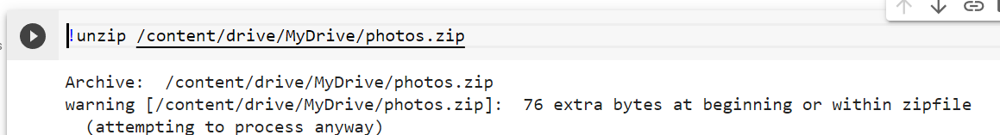 !unzip /content/drive/MyDrive/photos.zip
Archive:  /content/drive/MyDrive/photos.zip
warning [/content/drive/MyDrive/photos.zip]:  76 extra bytes at beginning or within zipfile
  (attempting to process anyway)